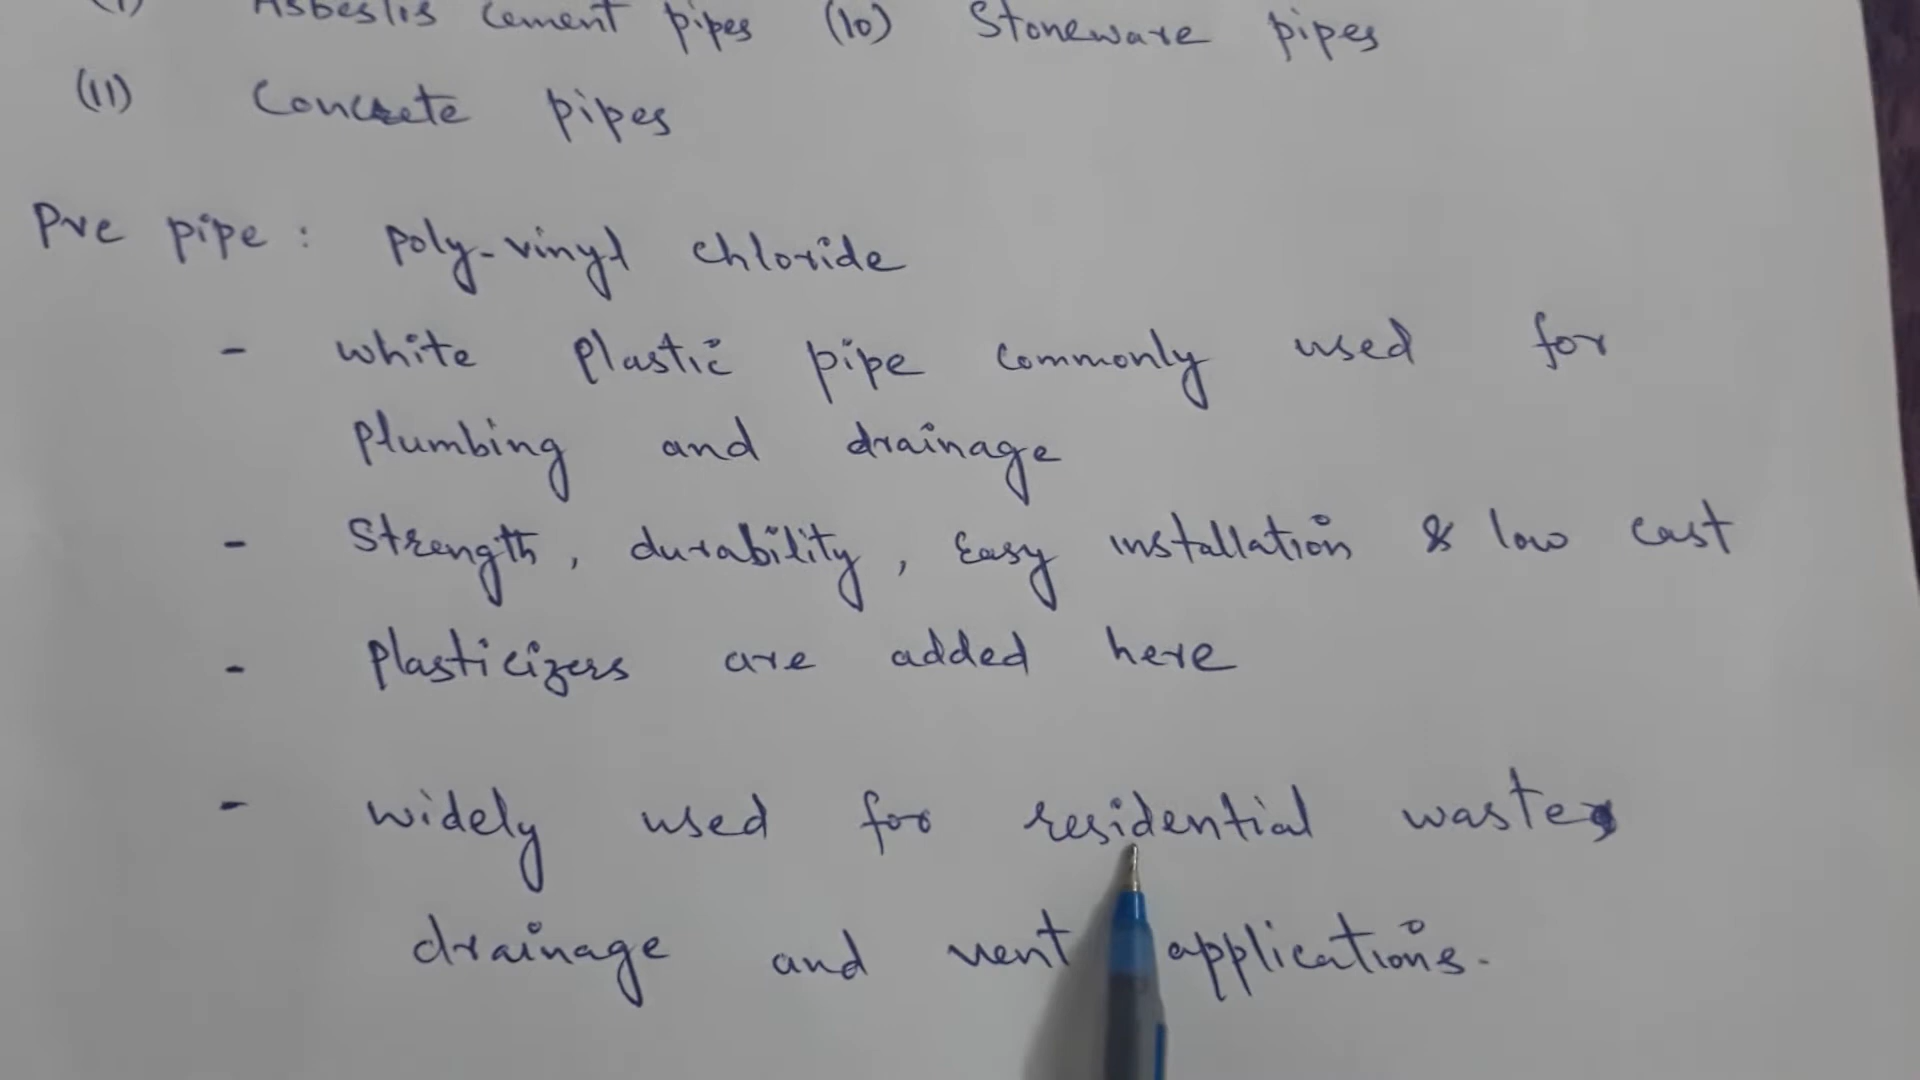 Asbestis Cement pipes (10) Stoneware pipes
(11) Concrete pipes
Pvc pipe : poly-vinyl chloride
- white plastic pipe commonly used for
plumbing and drainage
- Strength, durability, Easy installation & low cast
- plasticizers are added here
- widely used for residential waste,
drainage and vent applications.